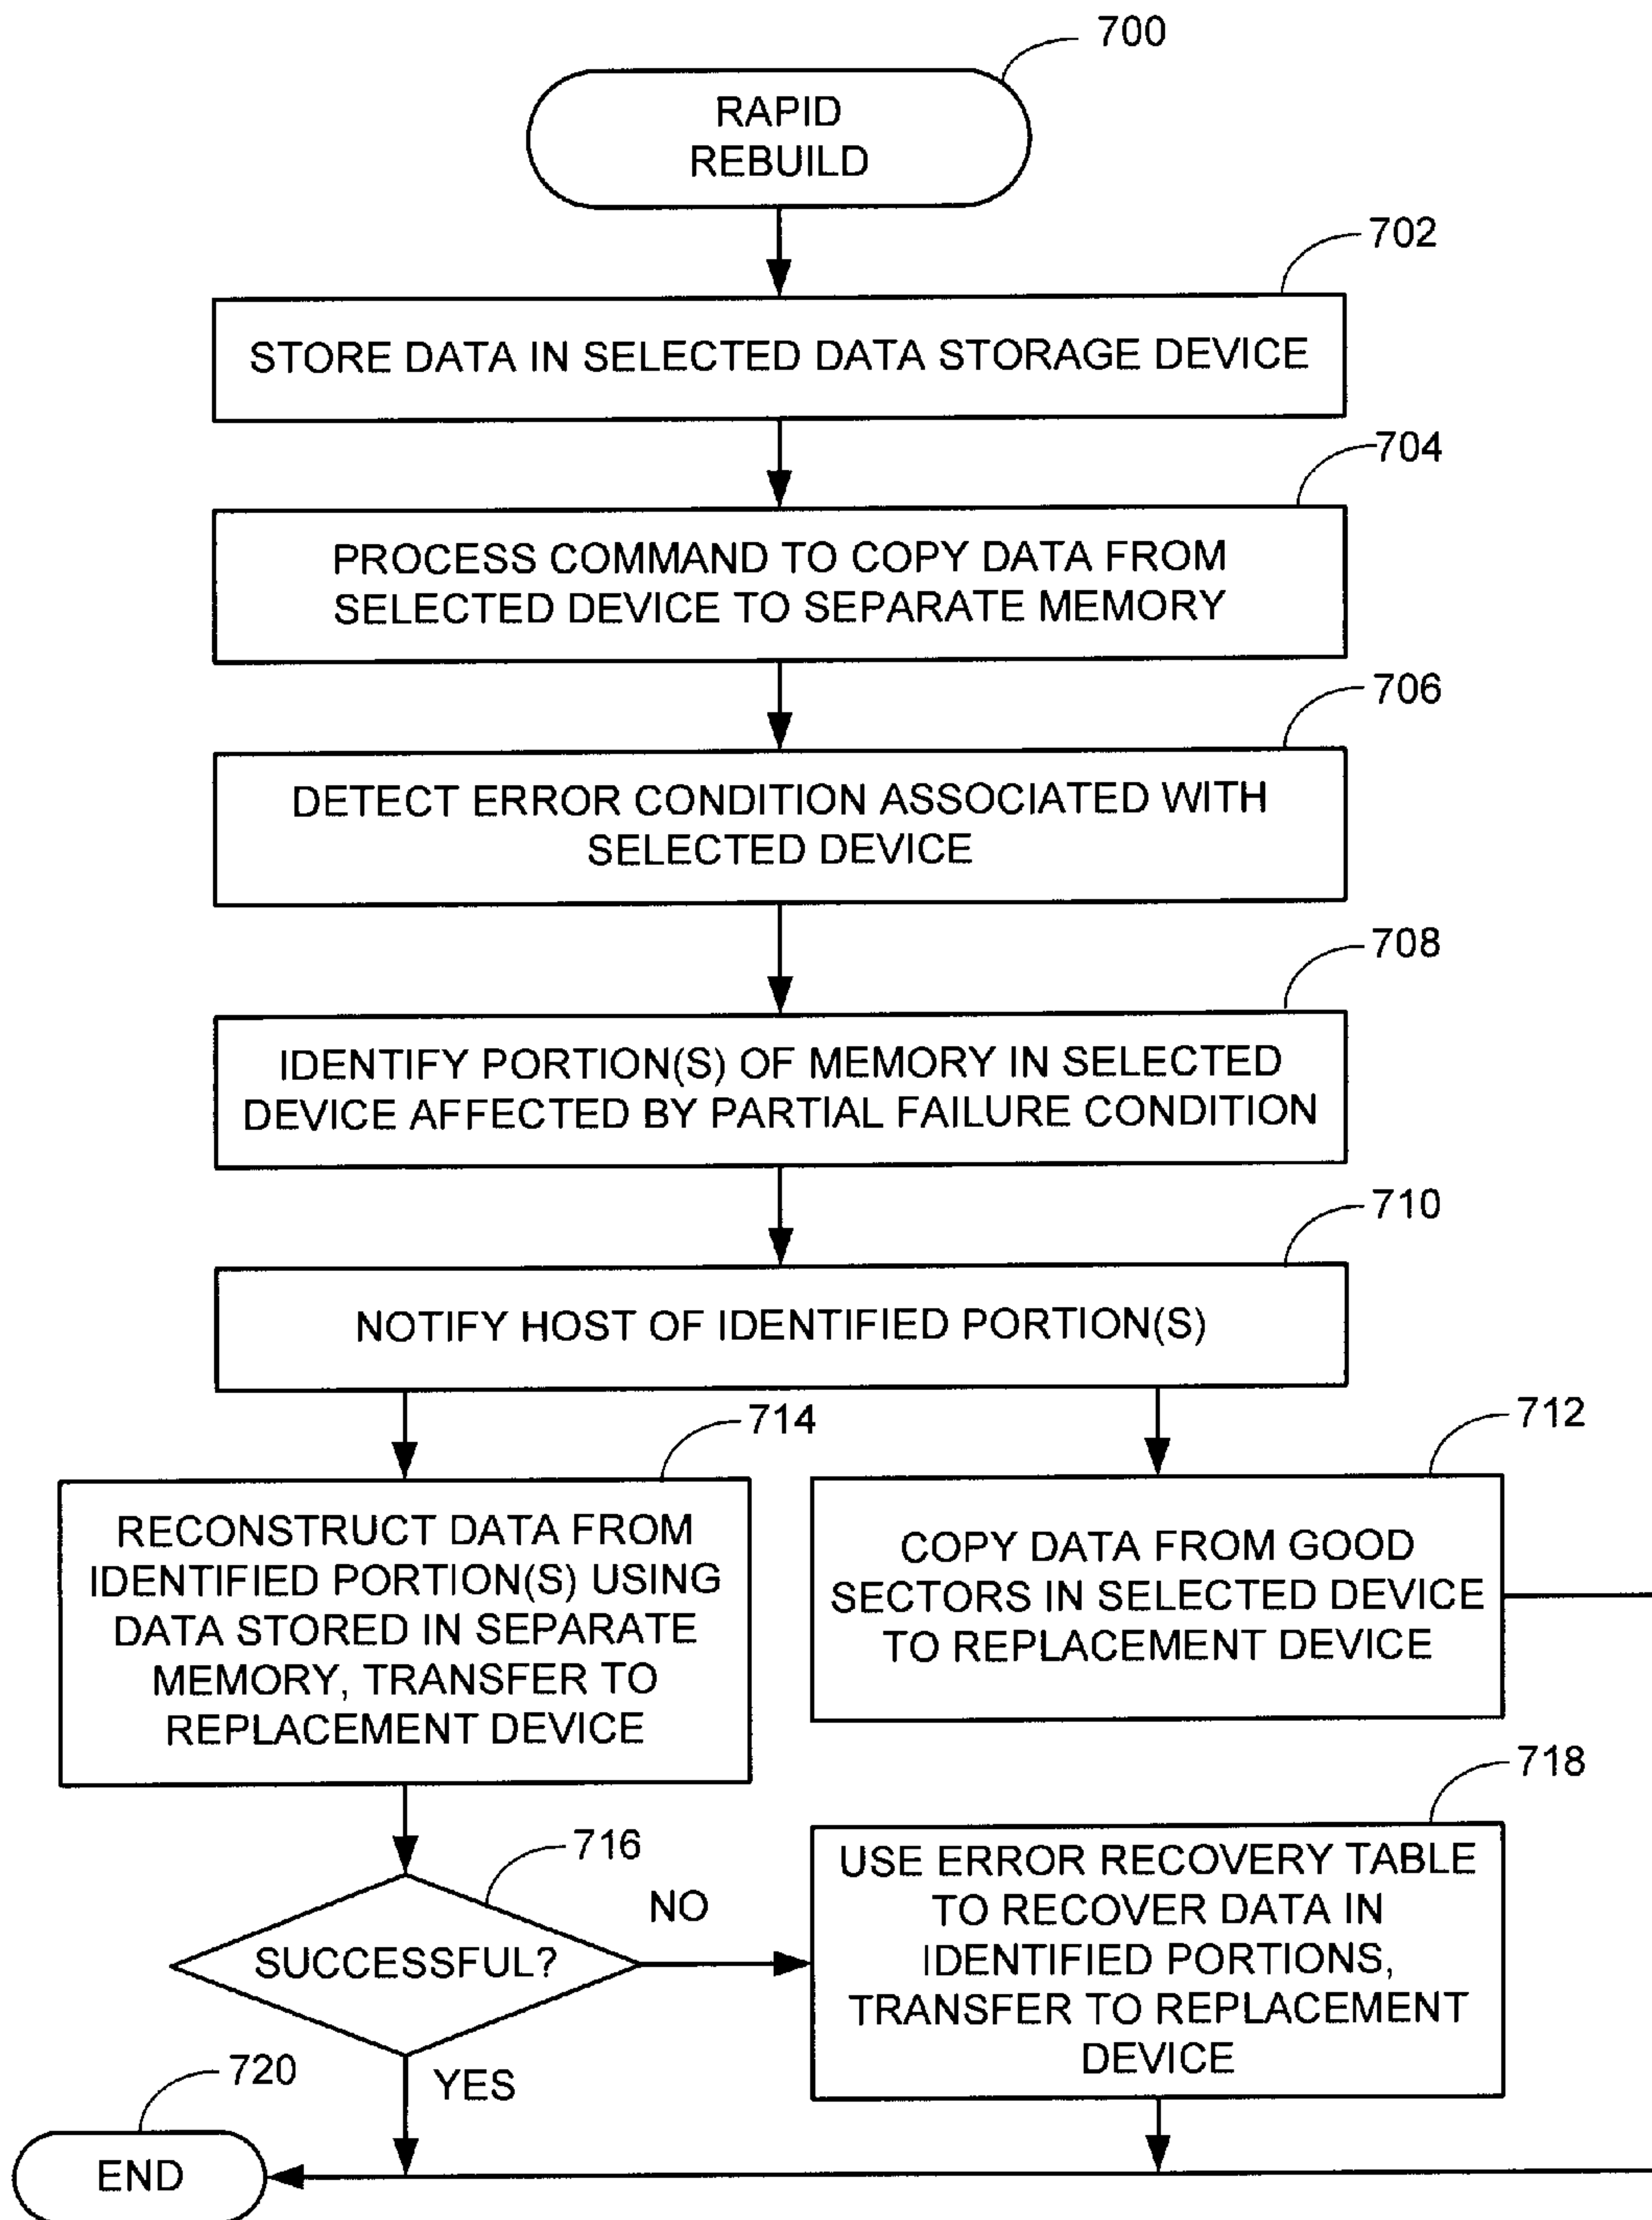 700
RAPID
REBUILD
702
STORE DATA IN SELECTED DATA STORAGE DEVICE
704
PROCESS COMMAND TO COPY DATA FROM
SELECTED DEVICE TO SEPARATE MEMORY
706
DETECT ERROR CONDITION ASSOCIATED WITH
SELECTED DEVICE
708
IDENTIFY PORTION(S) OF MEMORY IN SELECTED
DEVICE AFFECTED BY PARTIAL FAILURE CONDITION
710
NOTIFY HOST OF IDENTIFIED PORTION(S)
714
RECONSTRUCT DATA FROM
IDENTIFIED PORTION(S) USING
DATA STORED IN SEPARATE
MEMORY, TRANSFER TO
REPLACEMENT DEVICE
712
COPY DATA FROM GOOD
SECTORS IN SELECTED DEVICE
TO REPLACEMENT DEVICE
716
SUCCESSFUL?
NO
YES
718
USE ERROR RECOVERY TABLE
TO RECOVER DATA IN
IDENTIFIED PORTIONS,
TRANSFER TO REPLACEMENT
DEVICE
720
END